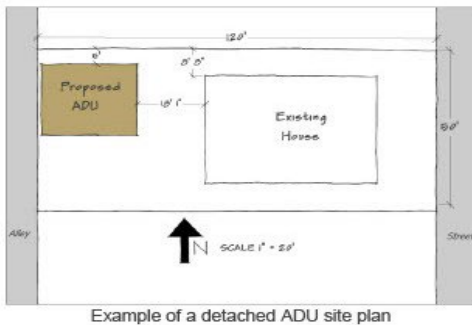 120'
5'
8' 8"
Proposed
ADU
18' 1"
Existing
House
50'
Alley
N
SCALE 1" = 20'
Street
Example of a detached ADU site plan